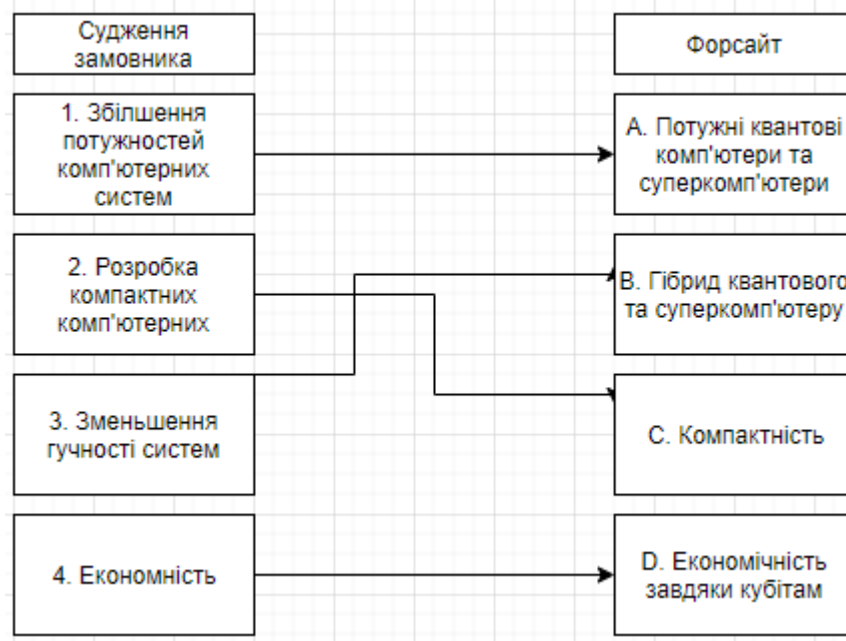 Судження
замовника
Форсайт
1. Збілшення
потужностей
комп'ютерних
систем
A. Потужні квантові
комп'ютери та
суперкомп'ютери
2. Розробка
компактних
комп'ютерних
B. Гібрид квантового
та суперкомп'ютеру
3. Зменьшення
гучності систем
C. Компактність
4. Економність
D. Економічність
завдяки кубітам